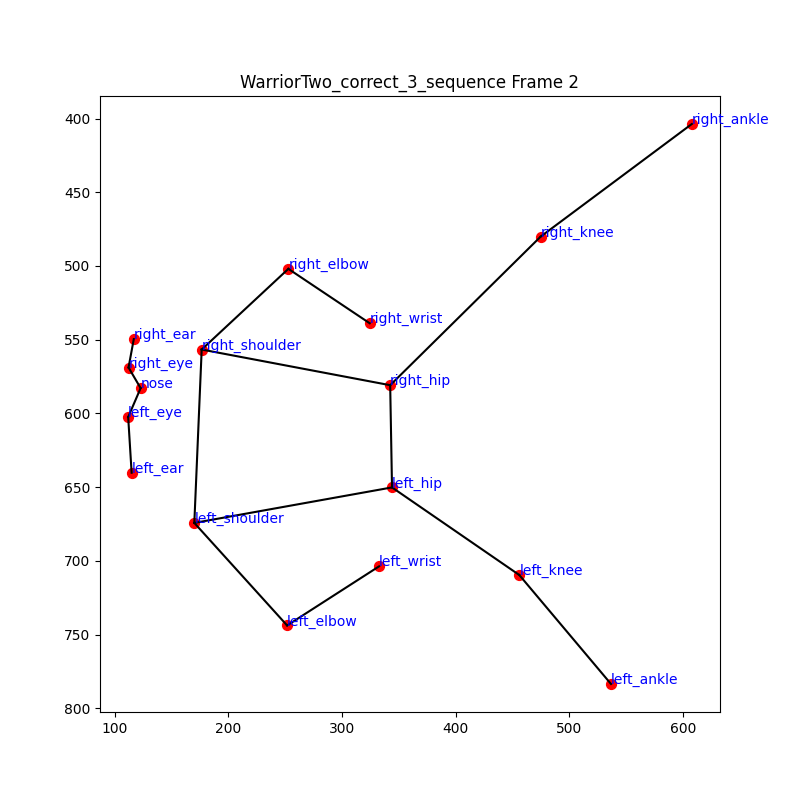 WarriorTwo_correct_3_sequence Frame 2
400
right_ankle
450
right_knee
500
right_elbow
right_wrist
550
right_ear
right_shoulder
right_eye
nose
right_hip
600
left_eye
left_ear
650
left_hip
left_shoulder
700
left_wrist
left_knee
750
left_elbow
left_ankle
800
100 200 300 400 500 600